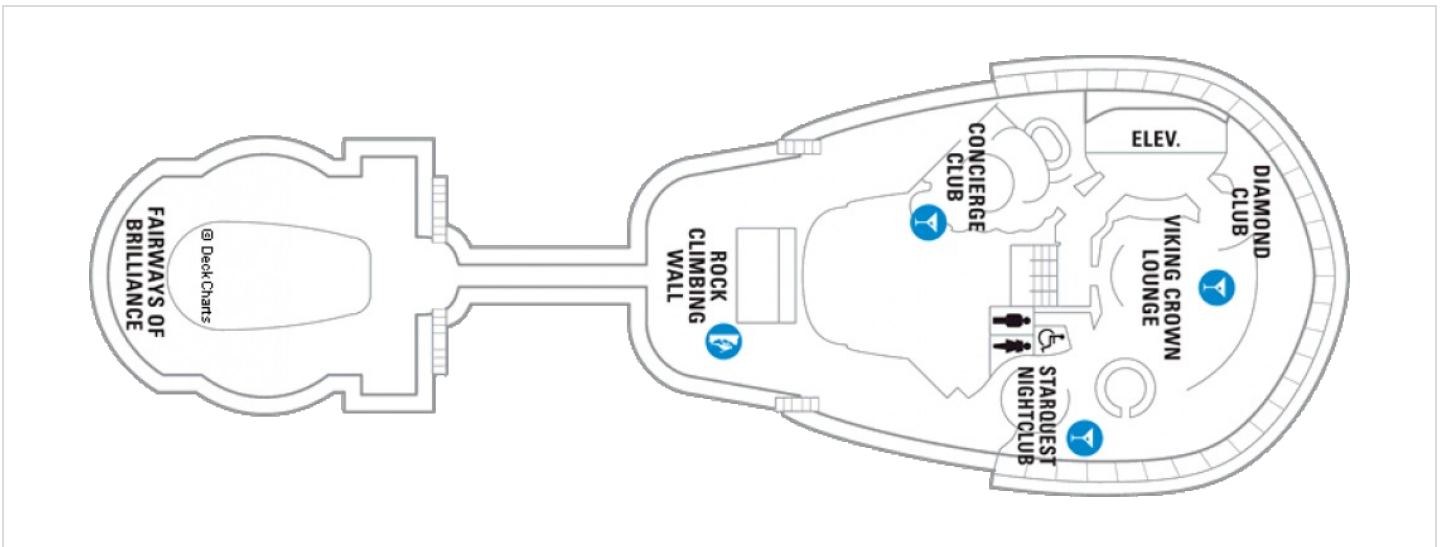 FAIRWAYS OF
BRILLIANCE
© Deck Charts
ROCK
CLIMBING
WALL
CONCIERGE
CLUB
ELEV.
DIAMOND
CLUB
VIKING CROWN
LOUNGE
STARQUEST
NIGHTCLUB